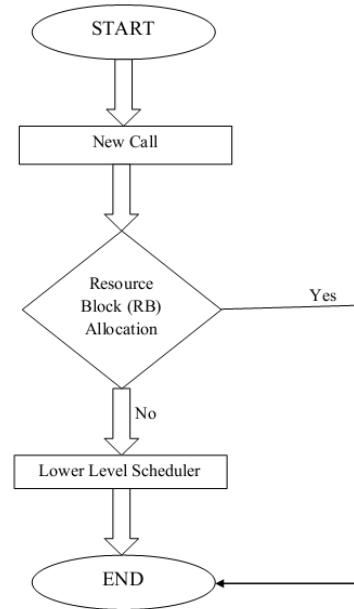 START
New Call
Resource
Block (RB)
Allocation
Yes
No
Lower Level Scheduler
END